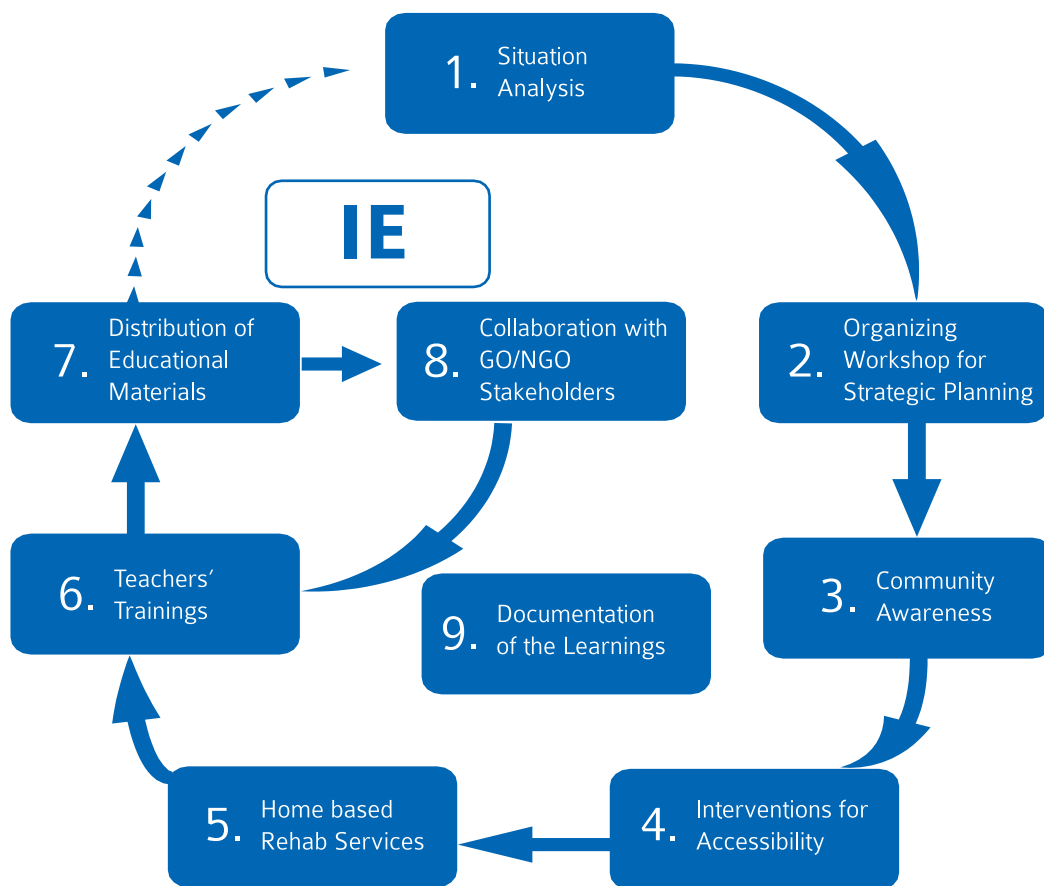 1. Situation
Analysis
IE
2. Organizing
Workshop for
Strategic Planning
3. Community
Awareness
4. Interventions for
Accessibility
5. Home based
Rehab Services
6. Teachers’
Trainings
7. Distribution of
Educational
Materials
8. Collaboration with
GO/NGO
Stakeholders
9. Documentation
of the Learnings